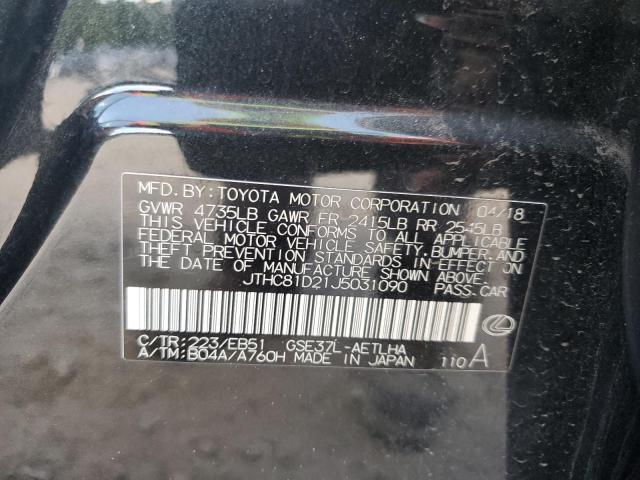 MFD. BY: TOYOTA MOTOR CORPORATION 04/18
GVWR 4735LB GAWR FR 2415LB RR 2545LB
THIS VEHICLE CONFORMS TO ALL APPLICABLE
FEDERAL MOTOR VEHICLE SAFETY, BUMPER, AND
THEFT PREVENTION STANDARDS IN EFFECT ON
THE DATE OF MANUFACTURE SHOWN ABOVE.
JTHC81D21J5031090 PASS.CAR
C/TR: 223/EB51 GSE37L-AETLHA
A/TM: B04A/A760H MADE IN JAPAN 110A